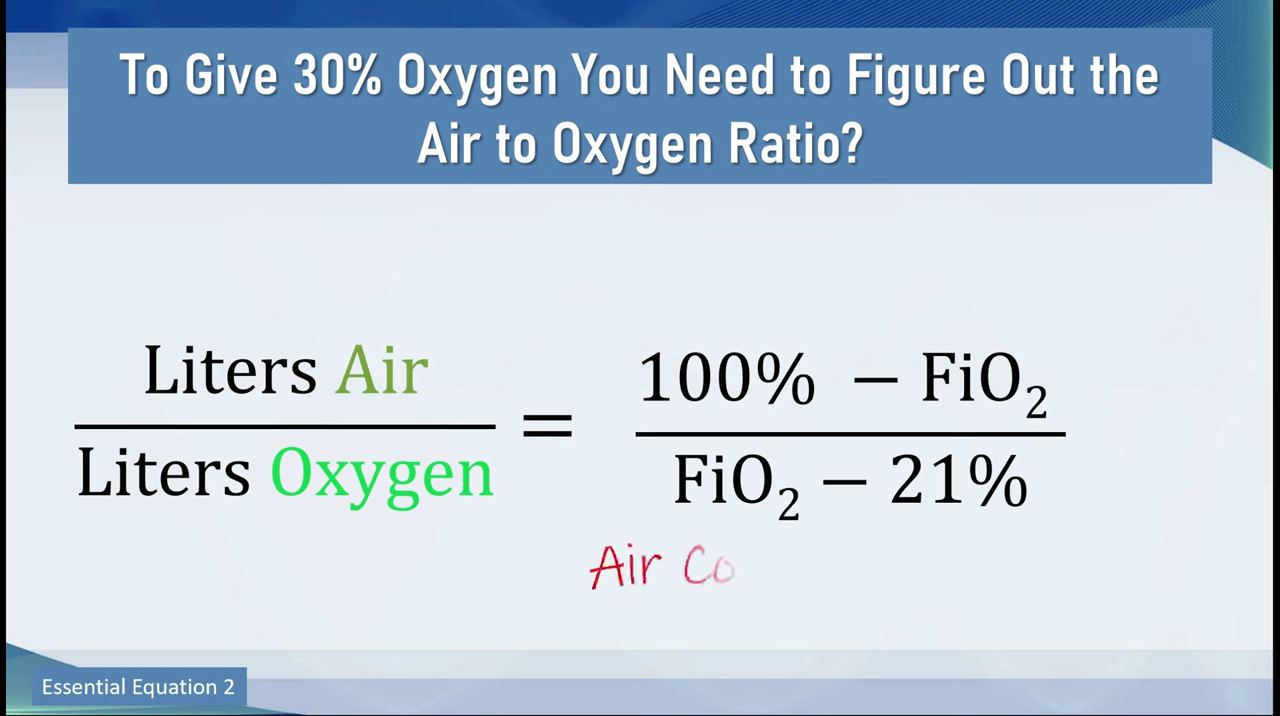 To Give 30% Oxygen You Need to Figure Out the
Air to Oxygen Ratio?
Liters Air
Liters Oxygen
=
100% − FiO₂
FiO₂ − 21%
Air Co
Essential Equation 2